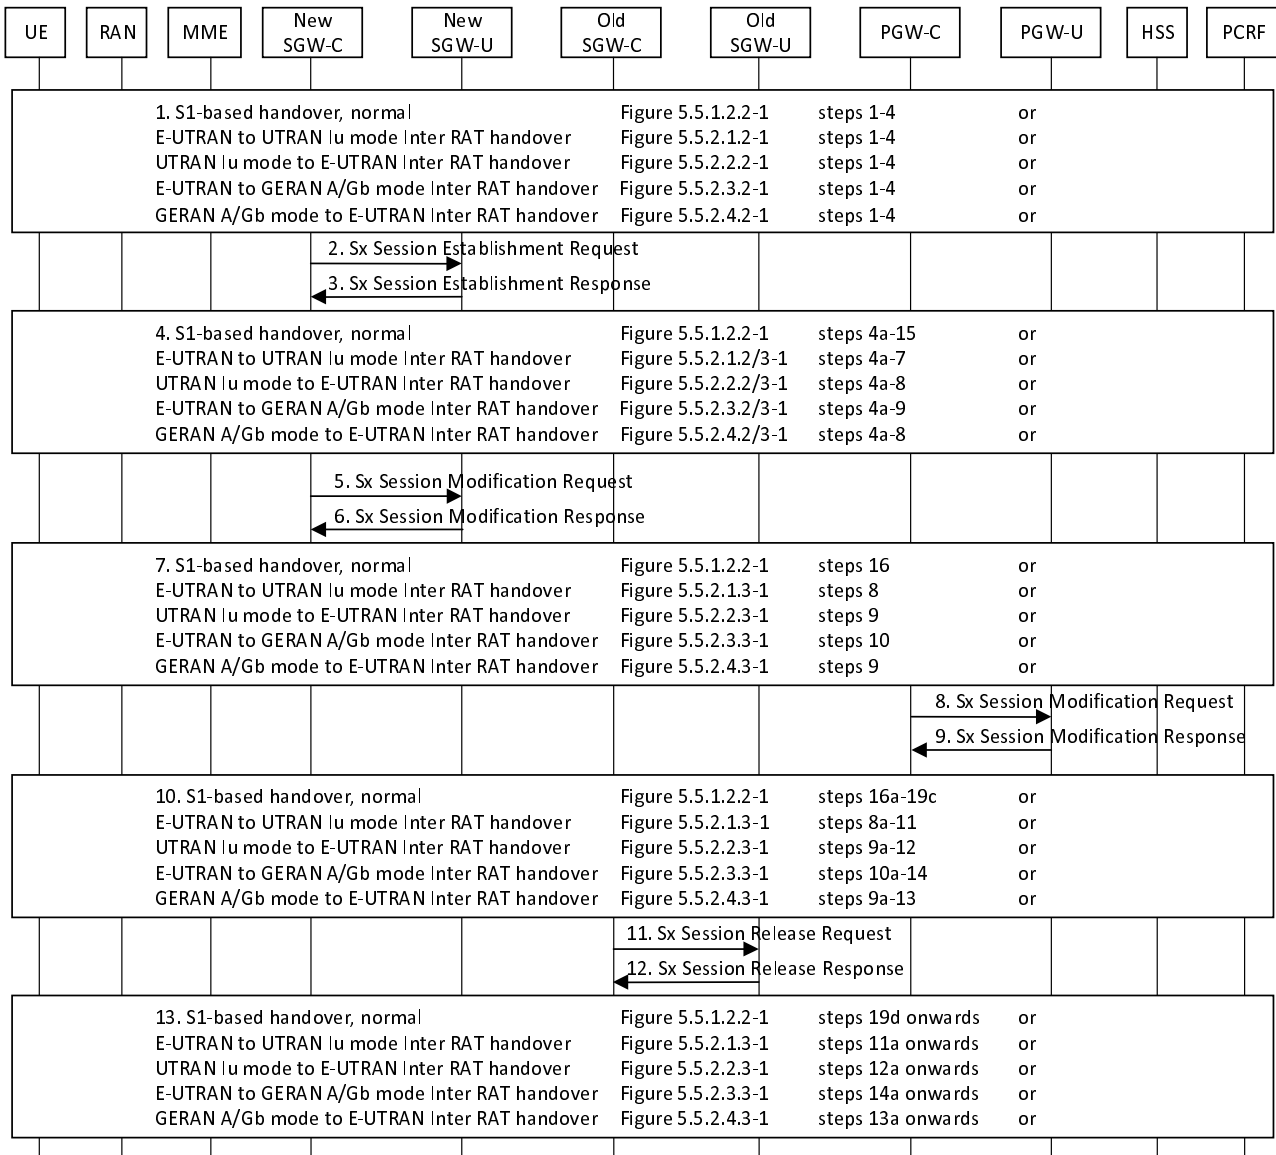 UE RAN MME New SGW-C New SGW-U Old SGW-C Old SGW-U PGW-C PGW-U HSS PCRF
1. S1-based handover, normal Figure 5.5.1.2.2-1 steps 1-4 or
E-UTRAN to UTRAN Iu mode Inter RAT handover Figure 5.5.2.1.2-1 steps 1-4 or
UTRAN Iu mode to E-UTRAN Inter RAT handover Figure 5.5.2.2.2-1 steps 1-4 or
E-UTRAN to GERAN A/Gb mode Inter RAT handover Figure 5.5.2.3.2-1 steps 1-4 or
GERAN A/Gb mode to E-UTRAN Inter RAT handover Figure 5.5.2.4.2-1 steps 1-4 or
2. Sx Session Establishment Request
3. Sx Session Establishment Response
4. S1-based handover, normal Figure 5.5.1.2.2-1 steps 4a-15 or
E-UTRAN to UTRAN Iu mode Inter RAT handover Figure 5.5.2.1.2/3-1 steps 4a-7 or
UTRAN Iu mode to E-UTRAN Inter RAT handover Figure 5.5.2.2.2/3-1 steps 4a-8 or
E-UTRAN to GERAN A/Gb mode Inter RAT handover Figure 5.5.2.3.2/3-1 steps 4a-9 or
GERAN A/Gb mode to E-UTRAN Inter RAT handover Figure 5.5.2.4.2/3-1 steps 4a-8 or
5. Sx Session Modification Request
6. Sx Session Modification Response
7. S1-based handover, normal Figure 5.5.1.2.2-1 steps 16 or
E-UTRAN to UTRAN Iu mode Inter RAT handover Figure 5.5.2.1.3-1 steps 8 or
UTRAN Iu mode to E-UTRAN Inter RAT handover Figure 5.5.2.2.3-1 steps 9 or
E-UTRAN to GERAN A/Gb mode Inter RAT handover Figure 5.5.2.3.3-1 steps 10 or
GERAN A/Gb mode to E-UTRAN Inter RAT handover Figure 5.5.2.4.3-1 steps 9 or
8. Sx Session Modification Request
9. Sx Session Modification Response
10. S1-based handover, normal Figure 5.5.1.2.2-1 steps 16a-19c or
E-UTRAN to UTRAN Iu mode Inter RAT handover Figure 5.5.2.1.3-1 steps 8a-11 or
UTRAN Iu mode to E-UTRAN Inter RAT handover Figure 5.5.2.2.3-1 steps 9a-12 or
E-UTRAN to GERAN A/Gb mode Inter RAT handover Figure 5.5.2.3.3-1 steps 10a-14 or
GERAN A/Gb mode to E-UTRAN Inter RAT handover Figure 5.5.2.4.3-1 steps 9a-13 or
11. Sx Session Release Request
12. Sx Session Release Response
13. S1-based handover, normal Figure 5.5.1.2.2-1 steps 19d onwards or
E-UTRAN to UTRAN Iu mode Inter RAT handover Figure 5.5.2.1.3-1 steps 11a onwards or
UTRAN Iu mode to E-UTRAN Inter RAT handover Figure 5.5.2.2.3-1 steps 12a onwards or
E-UTRAN to GERAN A/Gb mode Inter RAT handover Figure 5.5.2.3.3-1 steps 14a onwards or
GERAN A/Gb mode to E-UTRAN Inter RAT handover Figure 5.5.2.4.3-1 steps 13a onwards or